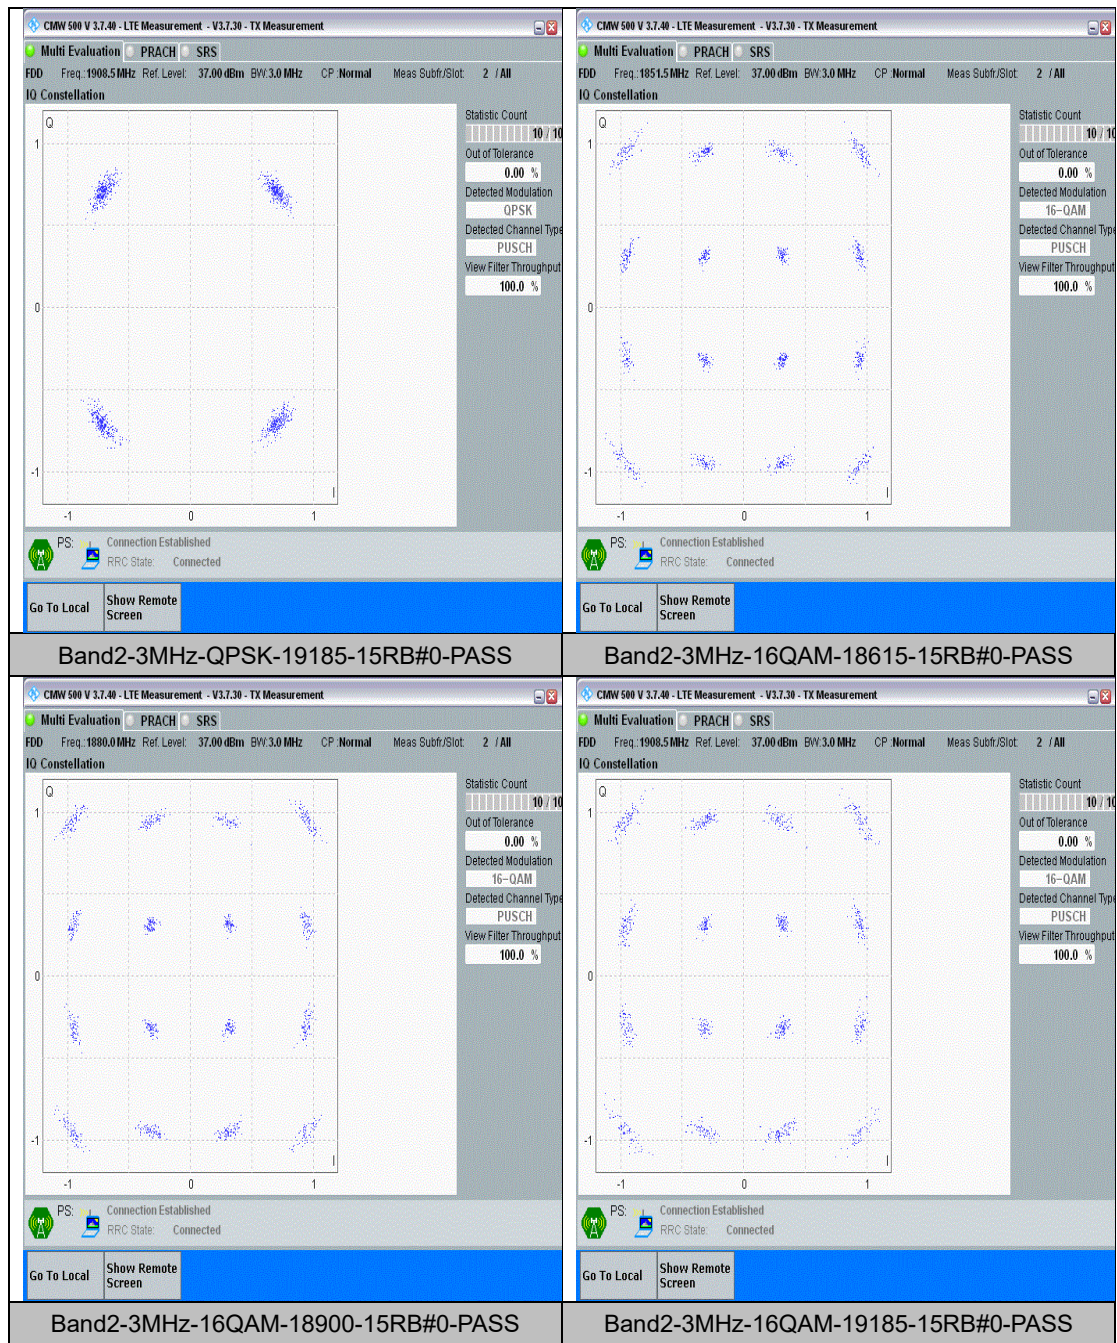 CMW 500 V 3.7.40 - LTE Measurement - V3.7.30 - TX Measurement
Multi Evaluation PRACH SRS
FDD Freq.:1908.5 MHz Ref. Level: 37.00 dBm BW:3.0 MHz CP :Normal Meas Subfr./Slot: 2 / All
IQ Constellation
Q
1
0
-1
I
-1 0 1
Statistic Count
10 / 10
Out of Tolerance
0.00 %
Detected Modulation
QPSK
Detected Channel Type
PUSCH
View Filter Throughput
100.0 %
PS: Connection Established
RRC State: Connected
Go To Local
Show Remote
Screen
Band2-3MHz-QPSK-19185-15RB#0-PASS
CMW 500 V 3.7.40 - LTE Measurement - V3.7.30 - TX Measurement
Multi Evaluation PRACH SRS
FDD Freq.:1851.5 MHz Ref. Level: 37.00 dBm BW:3.0 MHz CP :Normal Meas Subfr./Slot: 2 / All
IQ Constellation
Q
1
0
-1
I
-1 0 1
Statistic Count
10 / 10
Out of Tolerance
0.00 %
Detected Modulation
16-QAM
Detected Channel Type
PUSCH
View Filter Throughput
100.0 %
PS: Connection Established
RRC State: Connected
Go To Local
Show Remote
Screen
Band2-3MHz-16QAM-18615-15RB#0-PASS
CMW 500 V 3.7.40 - LTE Measurement - V3.7.30 - TX Measurement
Multi Evaluation PRACH SRS
FDD Freq.:1880.0 MHz Ref. Level: 37.00 dBm BW:3.0 MHz CP :Normal Meas Subfr./Slot: 2 / All
IQ Constellation
Q
1
0
-1
I
-1 0 1
Statistic Count
10 / 10
Out of Tolerance
0.00 %
Detected Modulation
16-QAM
Detected Channel Type
PUSCH
View Filter Throughput
100.0 %
PS: Connection Established
RRC State: Connected
Go To Local
Show Remote
Screen
Band2-3MHz-16QAM-18900-15RB#0-PASS
CMW 500 V 3.7.40 - LTE Measurement - V3.7.30 - TX Measurement
Multi Evaluation PRACH SRS
FDD Freq.:1908.5 MHz Ref. Level: 37.00 dBm BW:3.0 MHz CP :Normal Meas Subfr./Slot: 2 / All
IQ Constellation
Q
1
0
-1
I
-1 0 1
Statistic Count
10 / 10
Out of Tolerance
0.00 %
Detected Modulation
16-QAM
Detected Channel Type
PUSCH
View Filter Throughput
100.0 %
PS: Connection Established
RRC State: Connected
Go To Local
Show Remote
Screen
Band2-3MHz-16QAM-19185-15RB#0-PASS